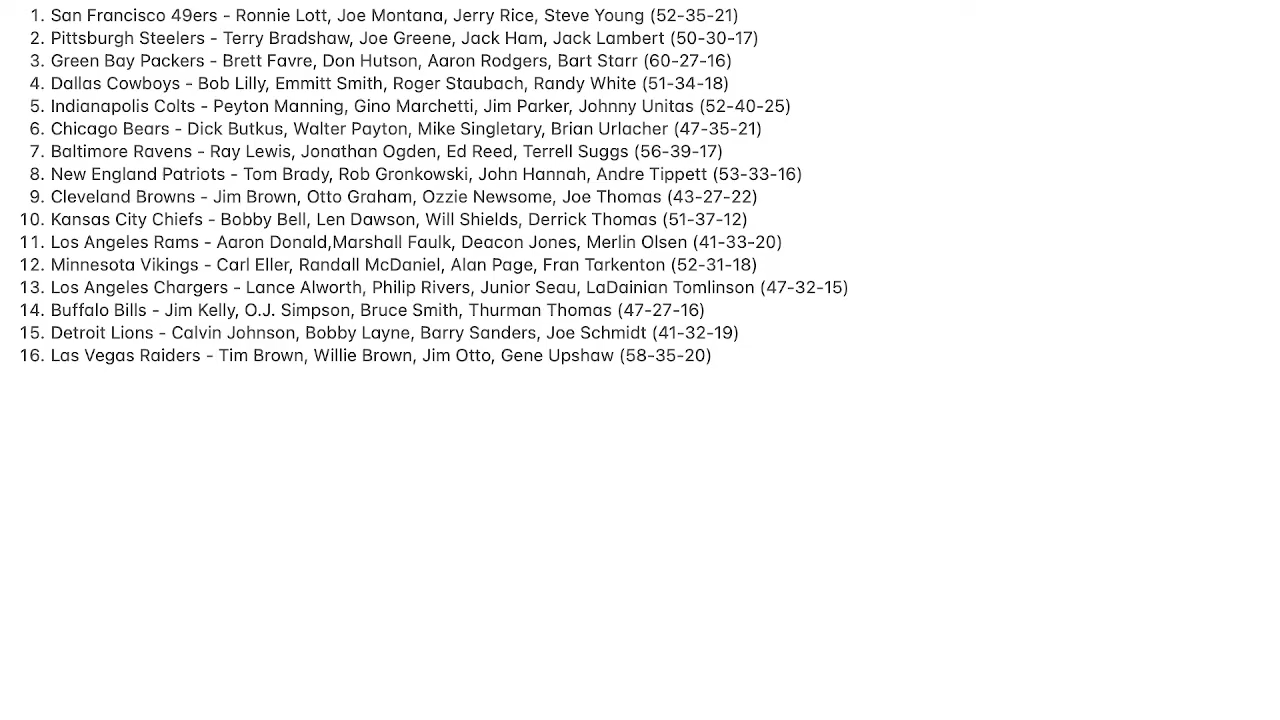 1. San Francisco 49ers - Ronnie Lott, Joe Montana, Jerry Rice, Steve Young (52-35-21)
2. Pittsburgh Steelers - Terry Bradshaw, Joe Greene, Jack Ham, Jack Lambert (50-30-17)
3. Green Bay Packers - Brett Favre, Don Hutson, Aaron Rodgers, Bart Starr (60-27-16)
4. Dallas Cowboys - Bob Lilly, Emmitt Smith, Roger Staubach, Randy White (51-34-18)
5. Indianapolis Colts - Peyton Manning, Gino Marchetti, Jim Parker, Johnny Unitas (52-40-25)
6. Chicago Bears - Dick Butkus, Walter Payton, Mike Singletary, Brian Urlacher (47-35-21)
7. Baltimore Ravens - Ray Lewis, Jonathan Ogden, Ed Reed, Terrell Suggs (56-39-17)
8. New England Patriots - Tom Brady, Rob Gronkowski, John Hannah, Andre Tippett (53-33-16)
9. Cleveland Browns - Jim Brown, Otto Graham, Ozzie Newsome, Joe Thomas (43-27-22)
10. Kansas City Chiefs - Bobby Bell, Len Dawson, Will Shields, Derrick Thomas (51-37-12)
11. Los Angeles Rams - Aaron Donald,Marshall Faulk, Deacon Jones, Merlin Olsen (41-33-20)
12. Minnesota Vikings - Carl Eller, Randall McDaniel, Alan Page, Fran Tarkenton (52-31-18)
13. Los Angeles Chargers - Lance Alworth, Philip Rivers, Junior Seau, LaDainian Tomlinson (47-32-15)
14. Buffalo Bills - Jim Kelly, O.J. Simpson, Bruce Smith, Thurman Thomas (47-27-16)
15. Detroit Lions - Calvin Johnson, Bobby Layne, Barry Sanders, Joe Schmidt (41-32-19)
16. Las Vegas Raiders - Tim Brown, Willie Brown, Jim Otto, Gene Upshaw (58-35-20)